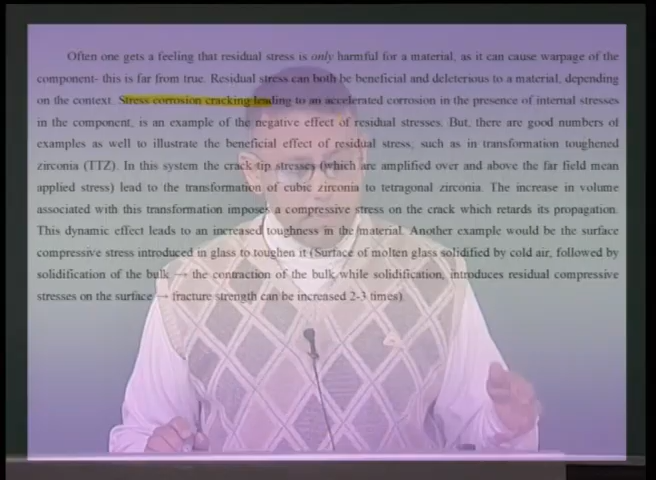 Often one gets a feeling that residual stress is only harmful for a material, as it can cause warpage of the
component- this is far from true. Residual stress can both be beneficial and deleterious to a material, depending
on the context. Stress corrosion cracking leading to an accelerated corrosion in the presence of internal stresses
in the component, is an example of the negative effect of residual stresses. But, there are good numbers of
examples as well to illustrate the beneficial effect of residual stress, such as in transformation toughened
zirconia (TTZ). In this system the crack tip stresses (which are amplified over and above the far field mean
applied stress) lead to the transformation of cubic zirconia to tetragonal zirconia. The increase in volume
associated with this transformation imposes a compressive stress on the crack which retards its propagation.
This dynamic effect leads to an increased toughness in the material. Another example would be the surface
compressive stress introduced in glass to toughen it (Surface of molten glass solidified by cold air, followed by
solidification of the bulk → the contraction of the bulk while solidification, introduces residual compressive
stresses on the surface → fracture strength can be increased 2-3 times)